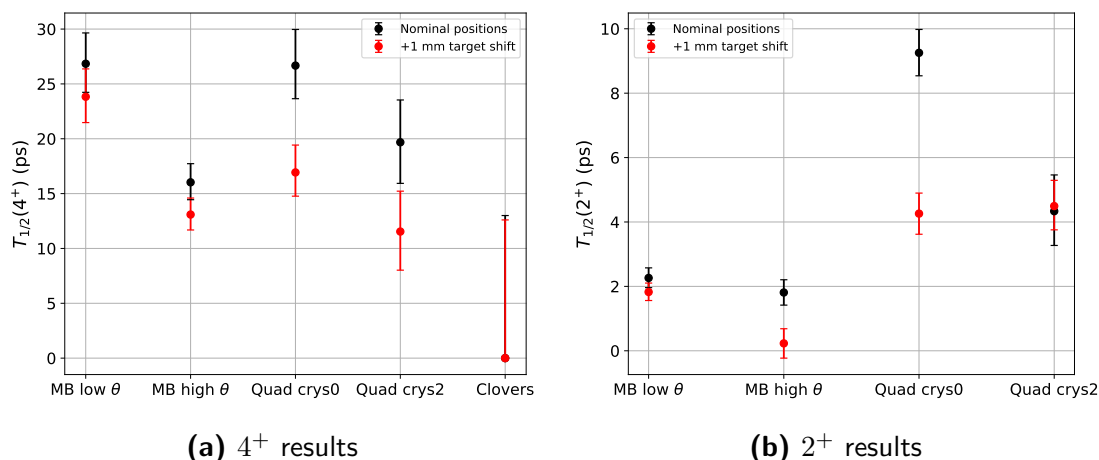 30
25
20
15
10
5
0
T1/2(4+) (ps)
Nominal positions
+1 mm target shift
MB low θ
MB high θ
Quad crys0
Quad crys2
Clovers
(a) 4+ results
10
8
6
4
2
0
T1/2(2+) (ps)
Nominal positions
+1 mm target shift
MB low θ
MB high θ
Quad crys0
Quad crys2
(b) 2+ results